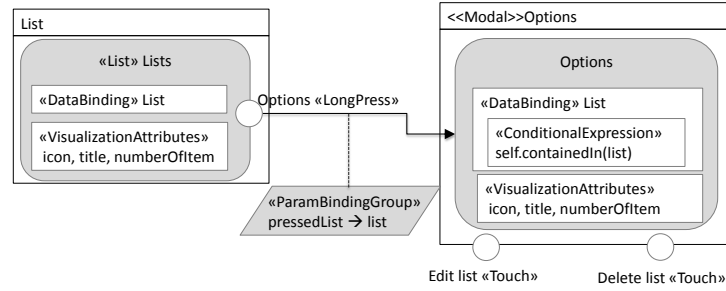 List
«List» Lists
«DataBinding» List
«VisualizationAttributes»
icon, title, numberOfItem
Options «LongPress»
«ParamBindingGroup»
pressedList → list
<<Modal>>Options
Options
«DataBinding» List
«ConditionalExpression»
self.containedIn(list)
«VisualizationAttributes»
icon, title, numberOfItem
Edit list «Touch»
Delete list «Touch»